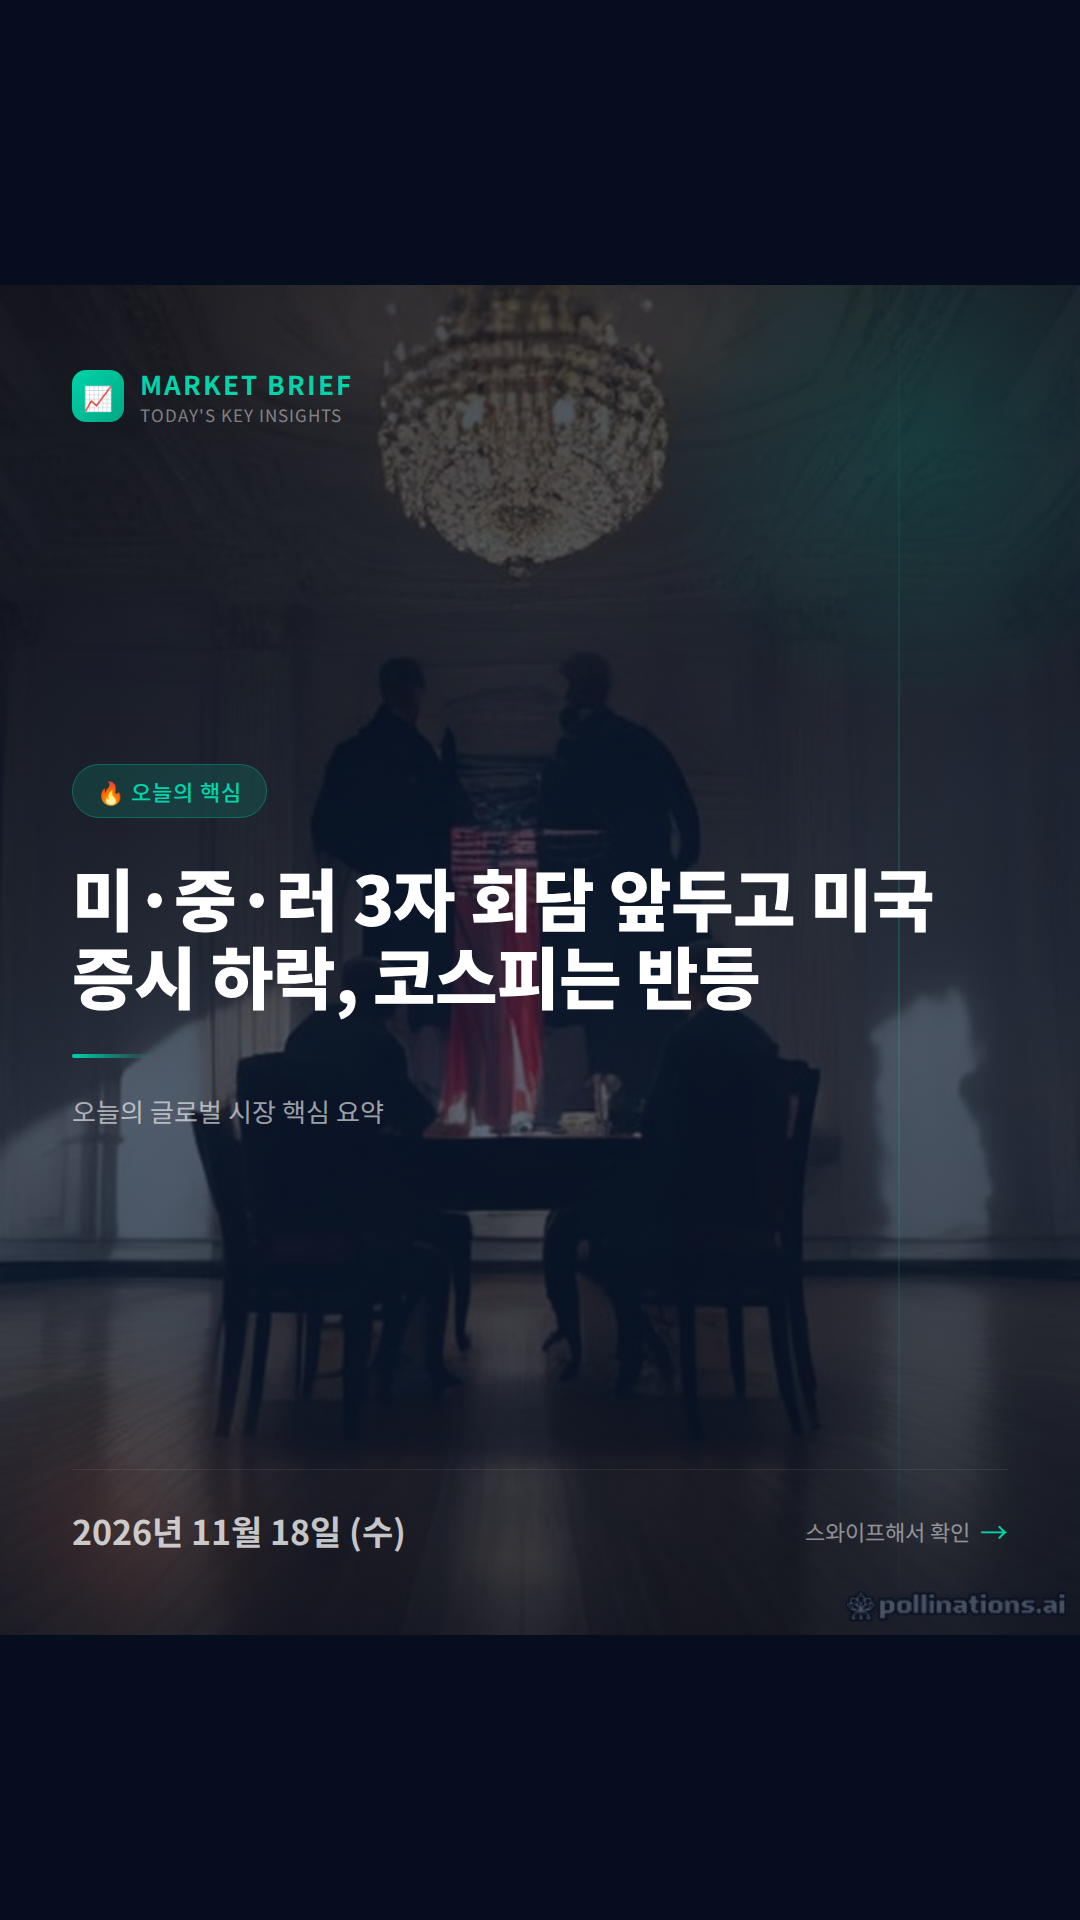 MARKET BRIEF
TODAY'S KEY INSIGHTS
🔥 오늘의 핵심
미·중·러 3자 회담 앞두고 미국
증시 하락, 코스피는 반등
오늘의 글로벌 시장 핵심 요약
2026년 11월 18일 (수)
스와이프해서 확인 →
pollinations.ai